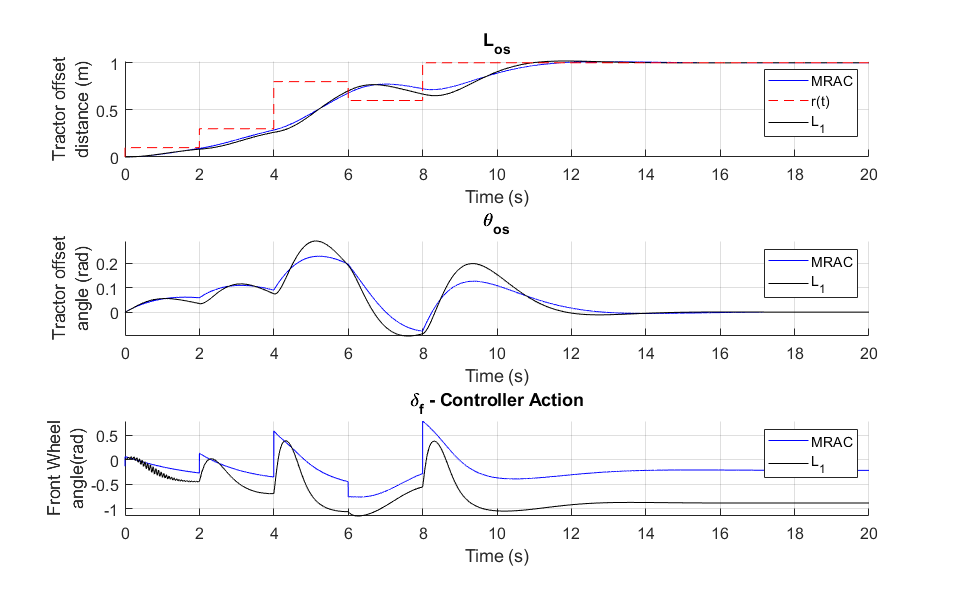 L_os
Tractor offset
distance (m)
1
0.5
0
MRAC
r(t)
L_1
0 2 4 6 8 10 12 14 16 18 20
Time (s)
θ_os
Tractor offset
angle (rad)
0.2
0.1
0
MRAC
L_1
0 2 4 6 8 10 12 14 16 18 20
Time (s)
δ_f - Controller Action
Front Wheel
angle(rad)
0.5
0
-0.5
-1
MRAC
L_1
0 2 4 6 8 10 12 14 16 18 20
Time (s)